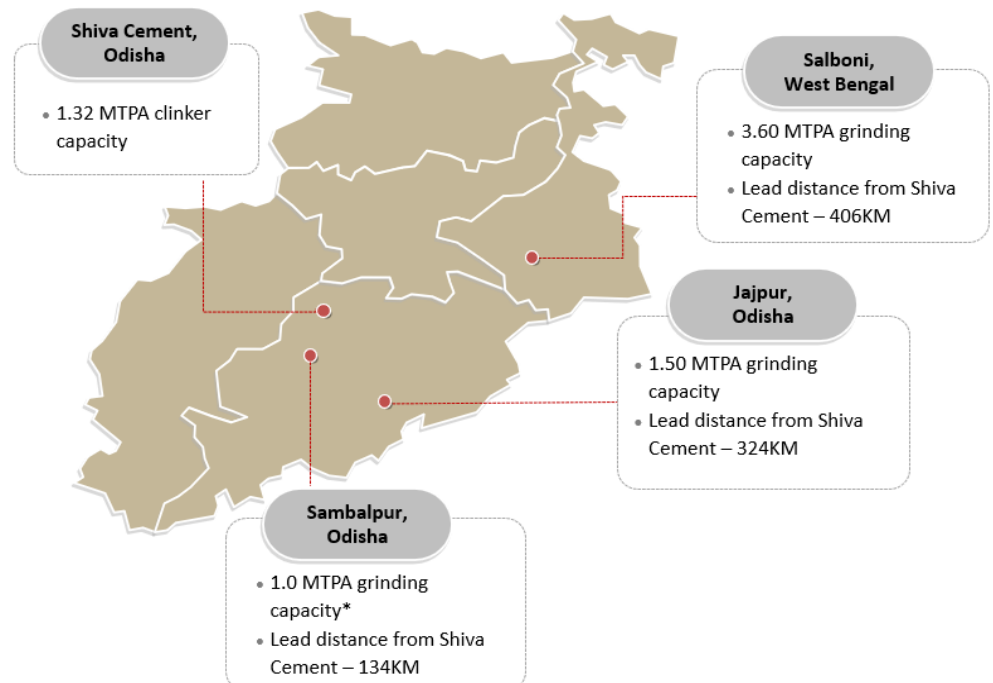 Shiva Cement,
Odisha
• 1.32 MTPA clinker
capacity
Salboni,
West Bengal
• 3.60 MTPA grinding
capacity
• Lead distance from Shiva
Cement – 406KM
Jajpur,
Odisha
• 1.50 MTPA grinding
capacity
• Lead distance from Shiva
Cement – 324KM
Sambalpur,
Odisha
• 1.0 MTPA grinding
capacity*
• Lead distance from Shiva
Cement – 134KM